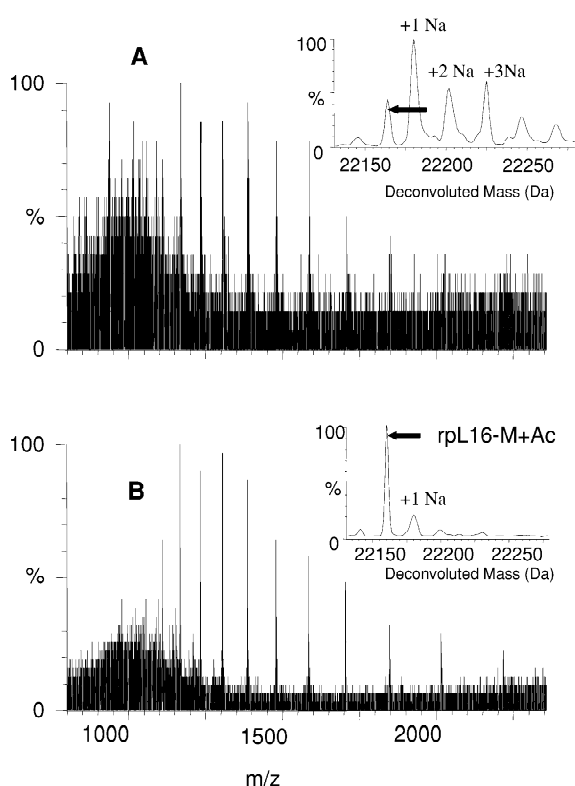 A
100
%
0
+1 Na
100
+2 Na
+3Na
%
0
22150
22200
22250
Deconvoluted Mass (Da)
B
100
%
0
100
rpL16-M+Ac
%
+1 Na
0
22150
22200
22250
Deconvoluted Mass (Da)
1000
1500
2000
m/z